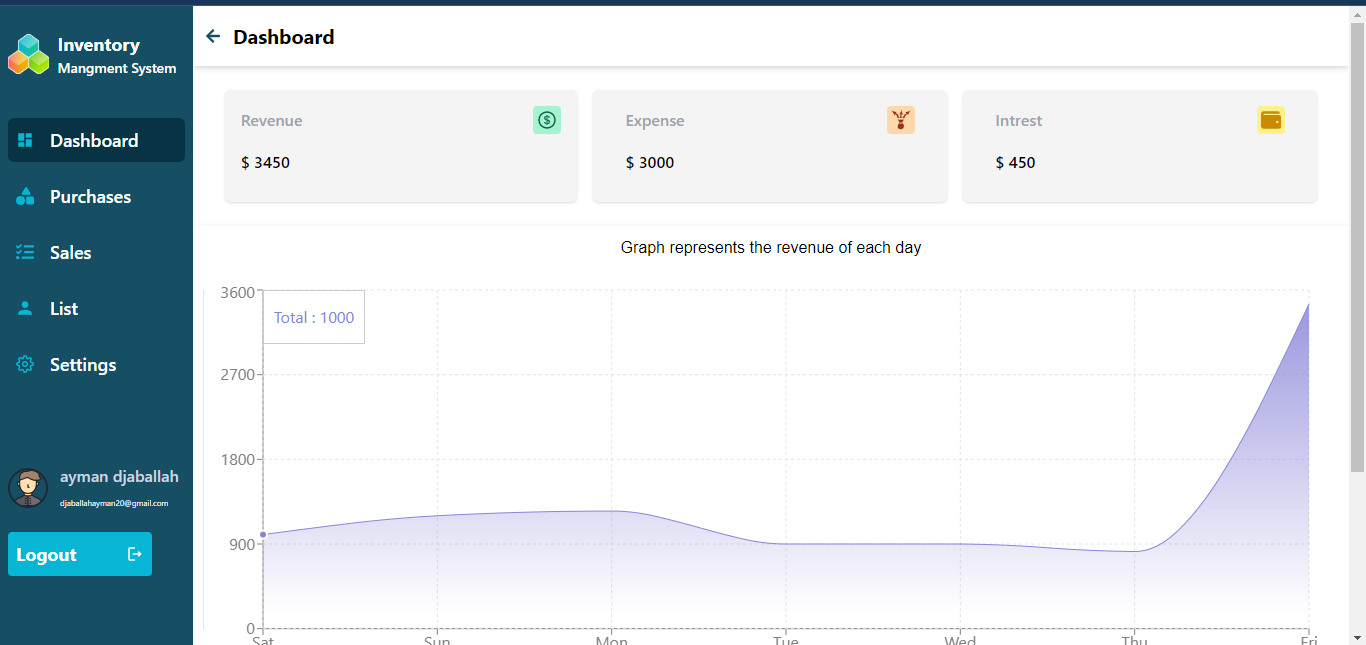 Inventory
Mangment System
Dashboard
Purchases
Sales
List
Settings
ayman djaballah
djaballahayman20@gmail.com
Logout
Dashboard
Revenue
$ 3450
Expense
$ 3000
Intrest
$ 450
Graph represents the revenue of each day
3600
2700
1800
900
0
Total : 1000
Sat Sun Mon Tue Wed Thu Fri